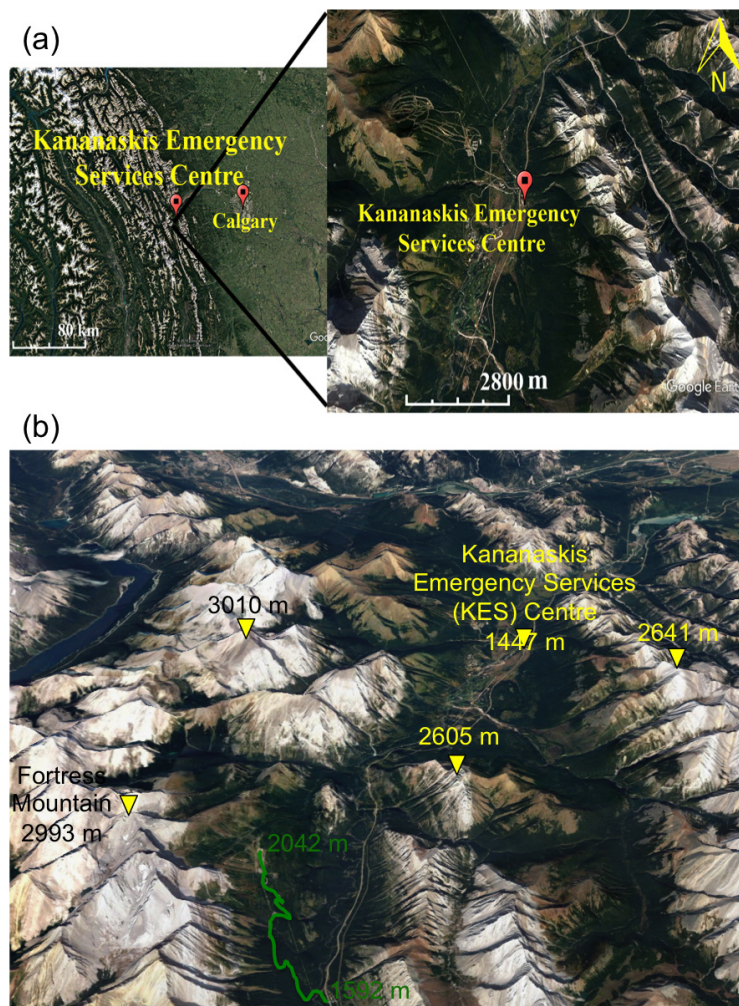 (a)
Kananaskis Emergency
Services Centre
Calgary
80 km
Goo
N
Kananaskis Emergency
Services Centre
2800 m
Google Earth
(b)
Kananaskis
Emergency Services
(KES) Centre
1447 m
3010 m
2641 m
2605 m
Fortress
Mountain
2993 m
2042 m
1592 m